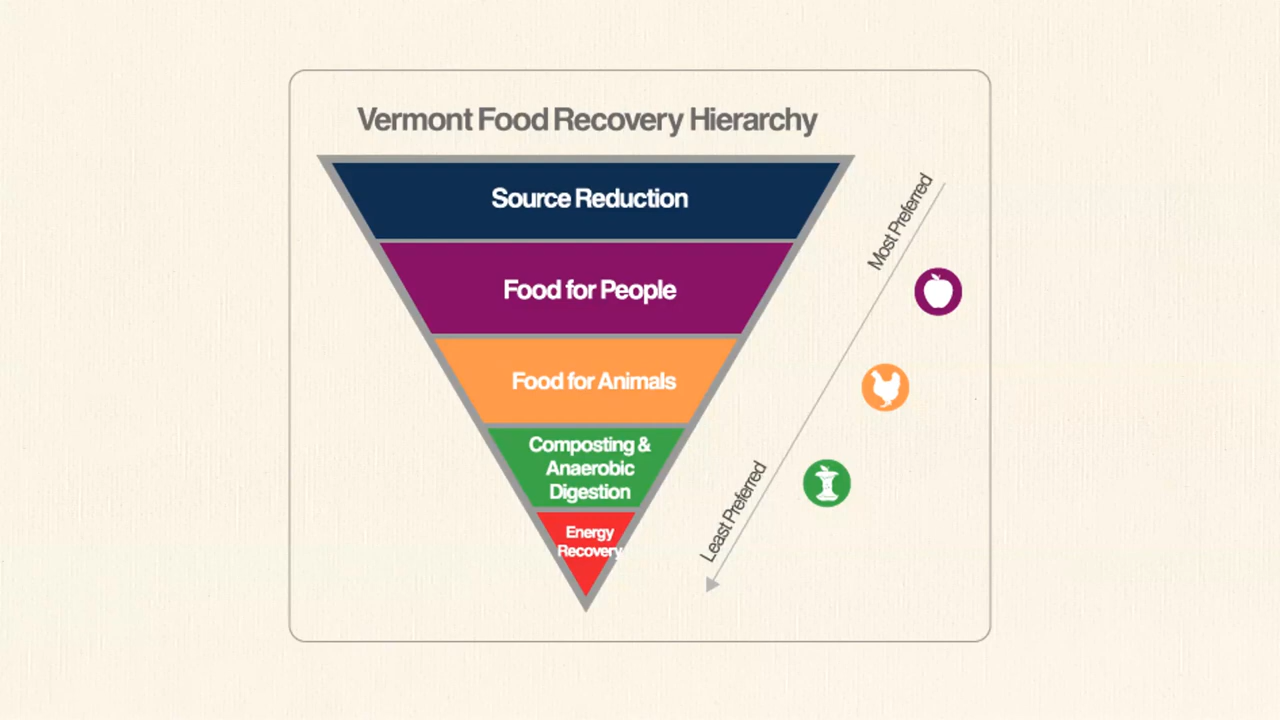 Vermont Food Recovery Hierarchy
Source Reduction
Food for People
Food for Animals
Composting &
Anaerobic
Digestion
Energy
Recovery
Most Preferred
Least Preferred